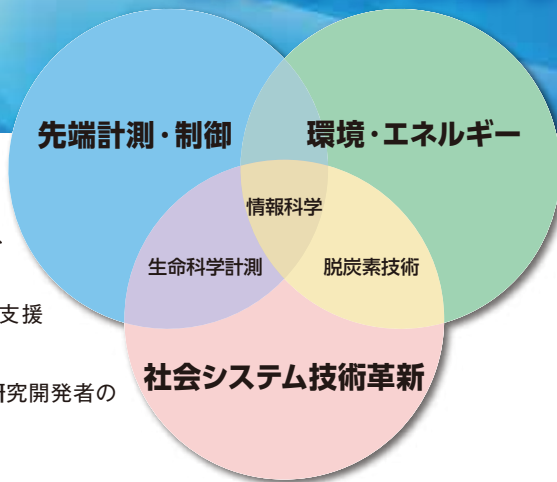 先端計測・制御
環境・エネルギー
情報科学
生命科学計測
脱炭素技術
支援
社会システム技術革新
研究開発者の